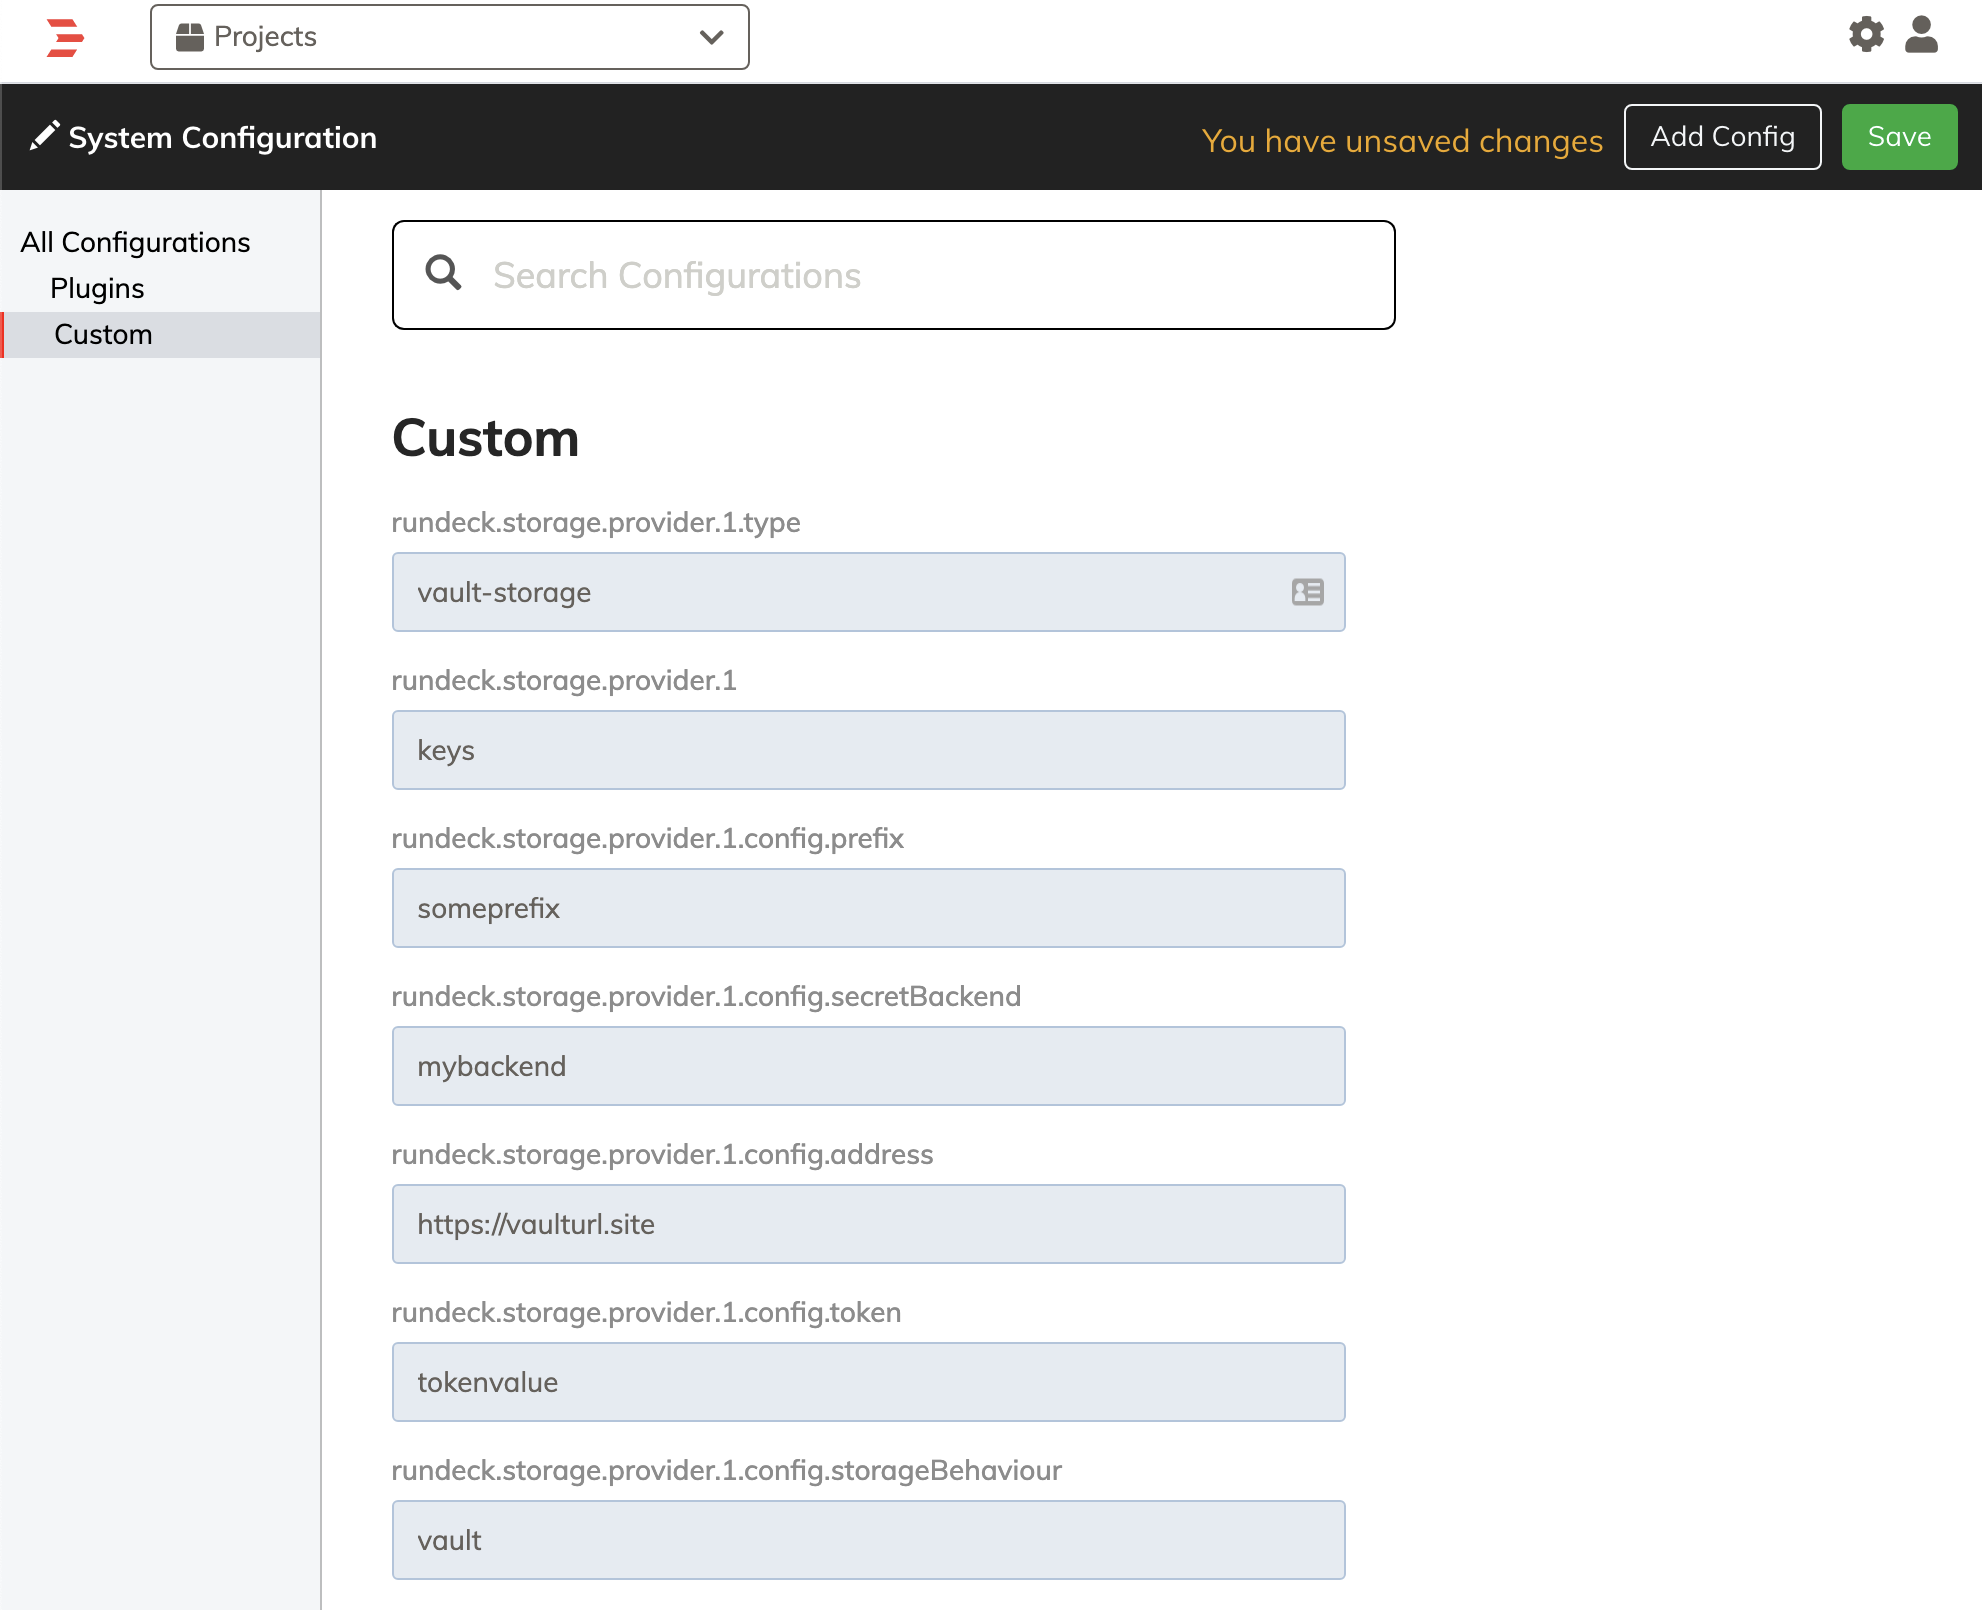 Projects
System Configuration
You have unsaved changes
Add Config
Save
All Configurations
Plugins
Custom
Search Configurations
Custom
rundeck.storage.provider.1.type
vault-storage
rundeck.storage.provider.1
keys
rundeck.storage.provider.1.config.prefix
someprefix
rundeck.storage.provider.1.config.secretBackend
mybackend
rundeck.storage.provider.1.config.address
https://vaulturl.site
rundeck.storage.provider.1.config.token
tokenvalue
rundeck.storage.provider.1.config.storageBehaviour
vault